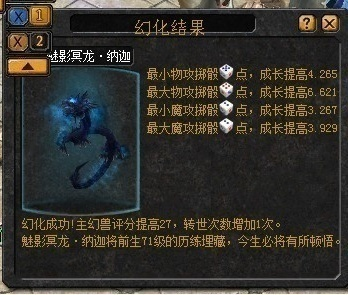 幻化结果
X 1
X 2
魅影冥龙·纳迦
最小物攻掷骰点，成长提高4.265
最大物攻掷骰点，成长提高6.621
最小魔攻掷骰点，成长提高3.267
最大魔攻掷骰点，成长提高3.929
幻化成功!主幻兽评分提高27，转世次数增加1次。
魅影冥龙·纳迦将前生71级的历练埋藏，今生必将有所顿悟。